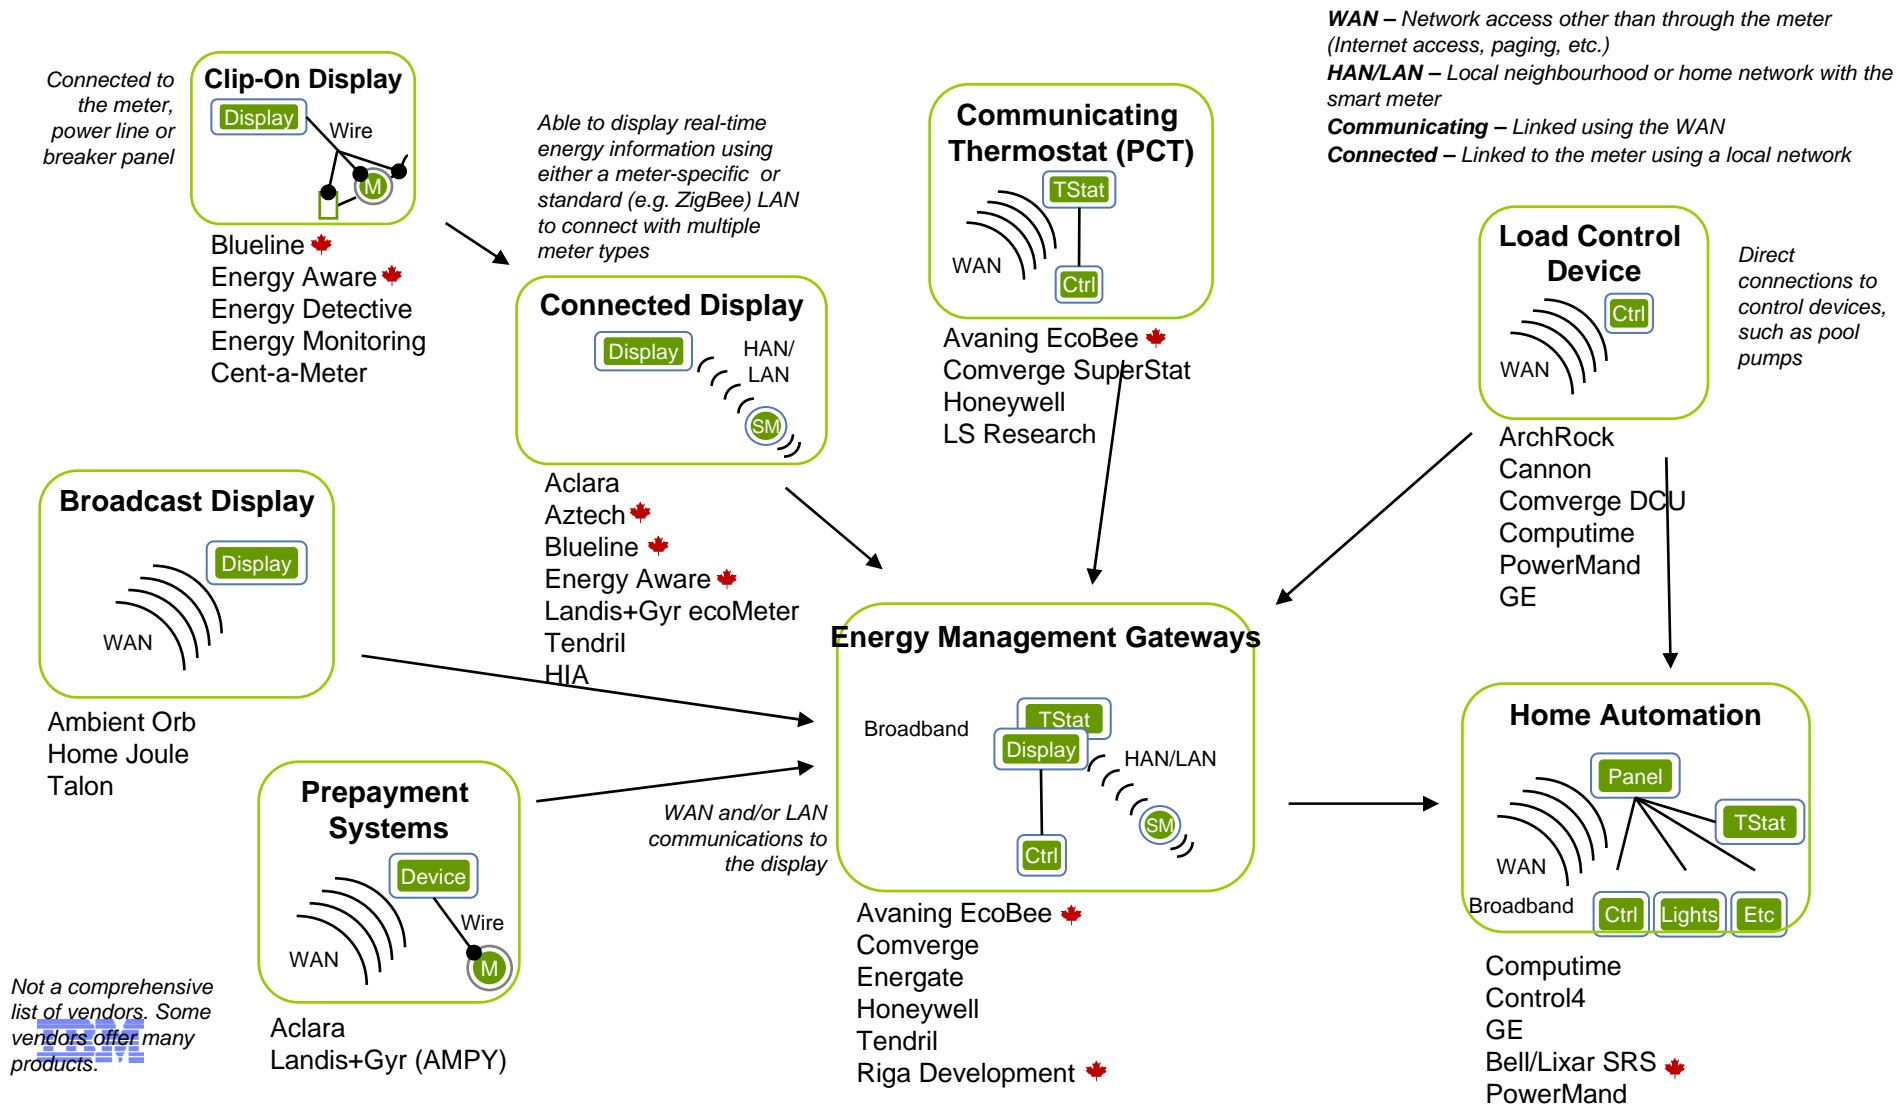 WAN – Network access other than through the meter
(Internet access, paging, etc.)
HAN/LAN – Local neighbourhood or home network with the
smart meter
Communicating – Linked using the WAN
Connected – Linked to the meter using a local network
Connected to
the meter,
power line or
breaker panel
Clip-On Display
Display
Wire
M
Blueline
Energy Aware
Energy Detective
Energy Monitoring
Cent-a-Meter
Able to display real-time
energy information using
either a meter-specific or
standard (e.g. ZigBee) LAN
to connect with multiple
meter types
Connected Display
Display
HAN/
LAN
SM
Aclara
Aztech
Blueline
Energy Aware
Landis+Gyr ecoMeter
Tendril
HIA
Communicating
Thermostat (PCT)
TStat
WAN
Ctrl
Avaning EcoBee
Comverge SuperStat
Honeywell
LS Research
Load Control
Device
Ctrl
WAN
Direct
connections to
control devices,
such as pool
pumps
ArchRock
Cannon
Comverge DCU
Computime
PowerMand
GE
Broadcast Display
Display
WAN
Ambient Orb
Home Joule
Talon
Prepayment
Systems
Device
Wire
WAN
M
Aclara
Landis+Gyr (AMPY)
WAN and/or LAN
communications to
the display
Energy Management Gateways
Broadband
TStat
Display
HAN/LAN
SM
Ctrl
Avaning EcoBee
Comverge
Energate
Honeywell
Tendril
Riga Development
Home Automation
Panel
TStat
WAN
Broadband
Ctrl
Lights
Etc
Computime
Control4
GE
Bell/Lixar SRS
PowerMand
Not a comprehensive
list of vendors. Some
vendors offer many
products.
IBM